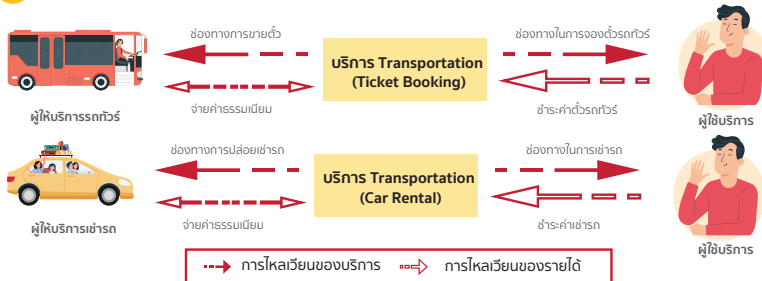 ช่องทางการขายตั๋ว
ช่องทางในการจองตั๋วรถทัวร์
บริการ Transportation
(Ticket Booking)
ผู้ให้บริการรถทัวร์
จ่ายค่าธรรมเนียม
ชำระค่าตั๋วรถทัวร์
ผู้ใช้บริการ
ช่องทางการปล่อยเช่ารถ
ช่องทางในการเช่ารถ
บริการ Transportation
(Car Rental)
ผู้ให้บริการเช่ารถ
จ่ายค่าธรรมเนียม
ชำระค่าเช่ารถ
ผู้ใช้บริการ
การไหลเวียนของบริการ
การไหลเวียนของรายได้